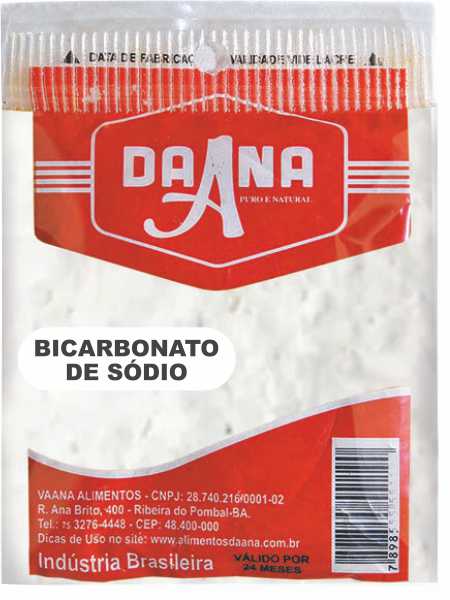 DATA DE FABRICAÇÃO VALIDADE VIDE LACRE
DAANA
PURO E NATURAL
BICARBONATO
DE SÓDIO
VAANA ALIMENTOS - CNPJ: 28.740.216/0001-02
R. Ana Brito, 400 - Ribeira do Pombal-BA.
Tel.: 75 3276-4448 - CEP: 48.400-000
Dicas de Uso no site: www.alimentosdaana.com.br
Indústria Brasileira
VÁLIDO POR
24 MESES